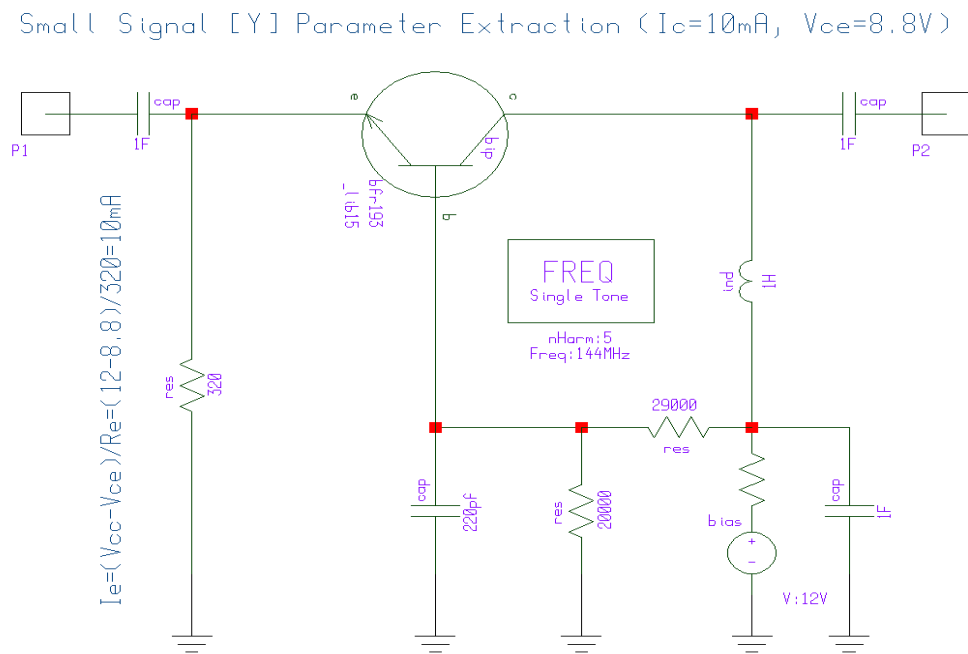 Small Signal [Y] Parameter Extraction (Ic=10mA, Vce=8.8V)
cap
e
c
cap
P1
1F
bip
1F
P2
bfr193
_lib15
b
Ie=(Vcc-Vce)/Re=(12-8.8)/320=10mA
FREQ
Single Tone
nHarm:5
Freq:144MHz
ind
H1
res
320
29000
res
cap
220pf
res
20000
bias
+
-
V:12V
cap
1F